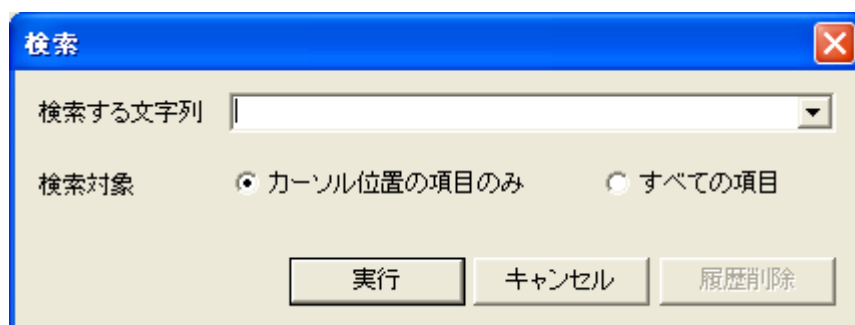 検索
検索する文字列
検索対象 カーソル位置の項目のみ すべての項目
実行 キャンセル 履歴削除